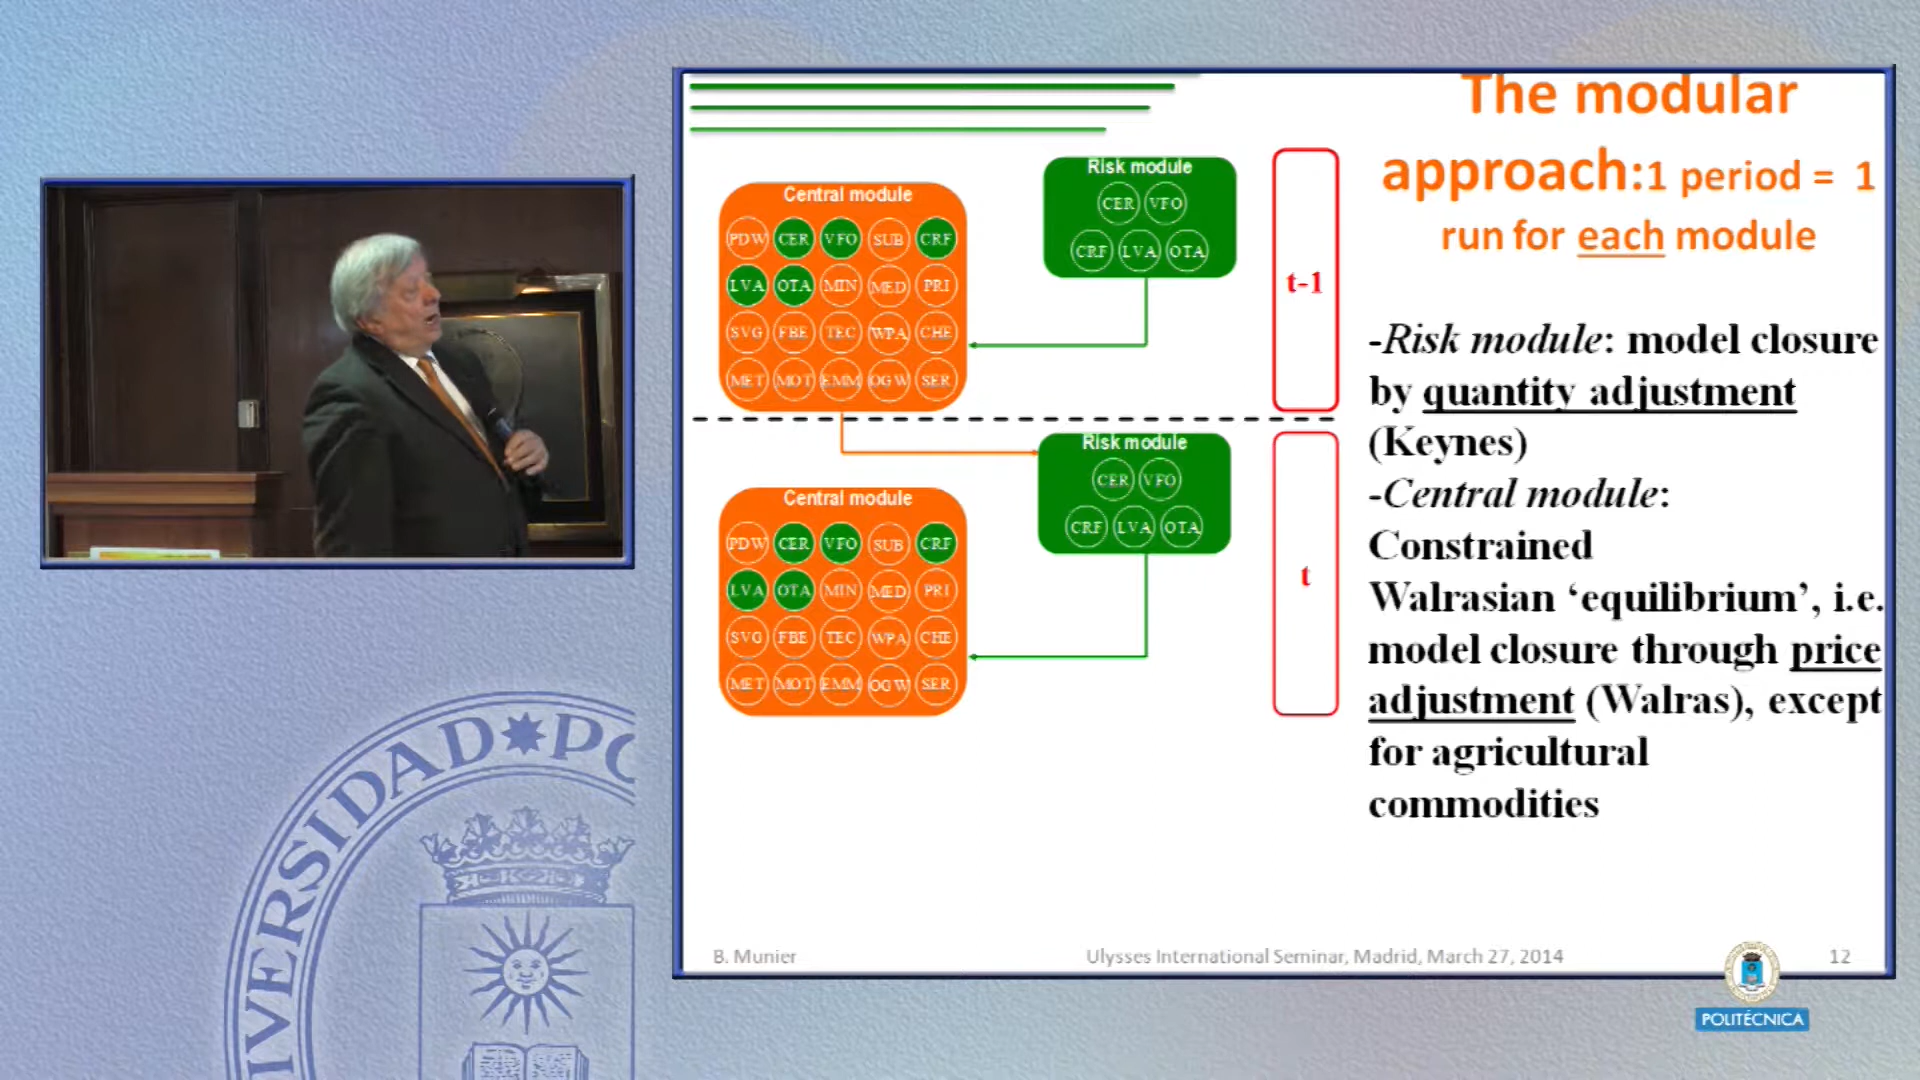 The modular
approach:1 period = 1
run for each module
Central module
PDW CER VFO SUB CRF
LVA OTA MIN MED PRI
SVG FBE TEC WPA CHE
MET MOT EMM OGW SER
Risk module
CER VFO
CRF LVA OTA
t-1
Central module
PDW CER VFO SUB CRF
LVA OTA MIN MED PRI
SVG FBE TEC WPA CHE
MET MOT EMM OGW SER
Risk module
CER VFO
CRF LVA OTA
t
-Risk module: model closure
by quantity adjustment
(Keynes)
-Central module:
Constrained
Walrasian ‘equilibrium’, i.e.
model closure through price
adjustment (Walras), except
for agricultural
commodities
B. Munier
Ulysses International Seminar, Madrid, March 27, 2014
12
POLITÉCNICA